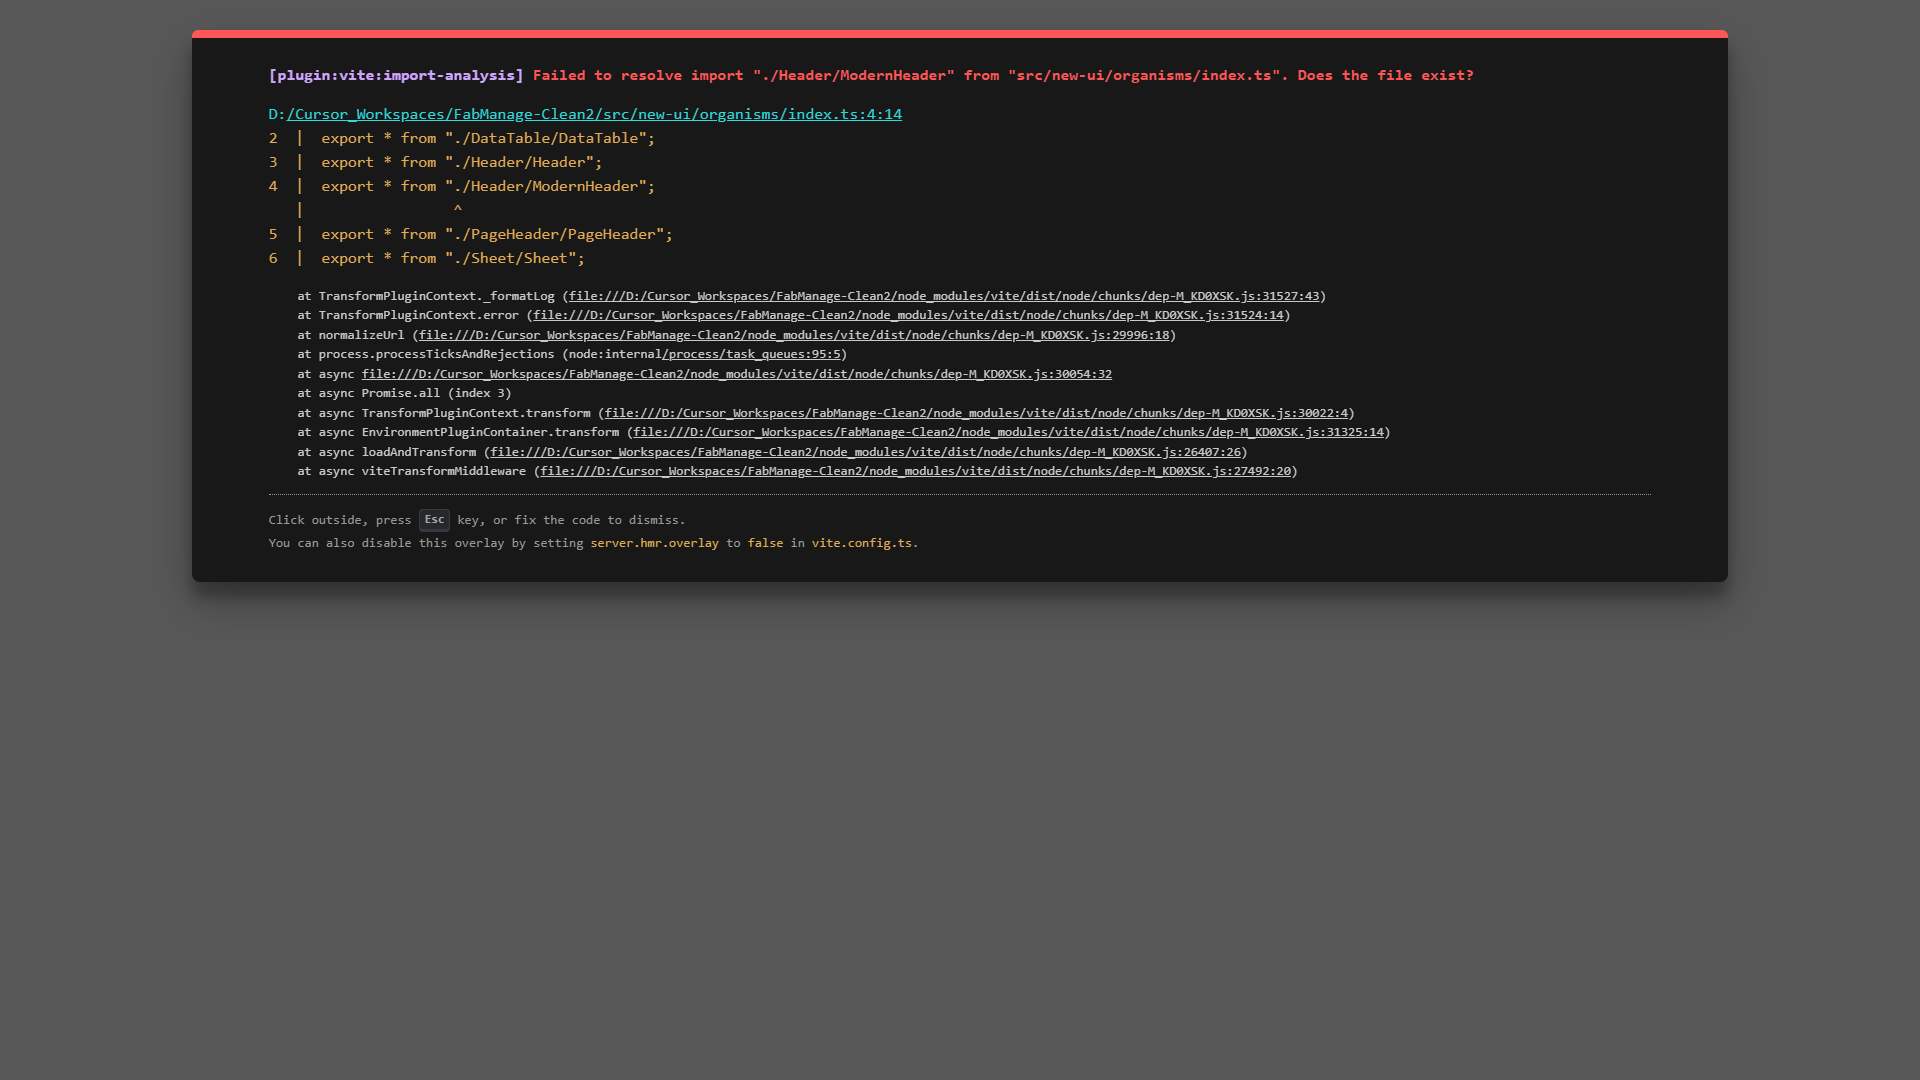 [plugin:vite:import-analysis] Failed to resolve import "./Header/ModernHeader" from "src/new-ui/organisms/index.ts". Does the file exist?
D:/Cursor_Workspaces/FabManage-Clean2/src/new-ui/organisms/index.ts:4:14
2  |  export * from "./DataTable/DataTable";
3  |  export * from "./Header/Header";
4  |  export * from "./Header/ModernHeader";
   |                 ^
5  |  export * from "./PageHeader/PageHeader";
6  |  export * from "./Sheet/Sheet";
at TransformPluginContext._formatLog (file:///D:/Cursor_Workspaces/FabManage-Clean2/node_modules/vite/dist/node/chunks/dep-M_KD0XSK.js:31527:43)
at TransformPluginContext.error (file:///D:/Cursor_Workspaces/FabManage-Clean2/node_modules/vite/dist/node/chunks/dep-M_KD0XSK.js:31524:14)
at normalizeUrl (file:///D:/Cursor_Workspaces/FabManage-Clean2/node_modules/vite/dist/node/chunks/dep-M_KD0XSK.js:29996:18)
at process.processTicksAndRejections (node:internal/process/task_queues:95:5)
at async file:///D:/Cursor_Workspaces/FabManage-Clean2/node_modules/vite/dist/node/chunks/dep-M_KD0XSK.js:30054:32
at async Promise.all (index 3)
at async TransformPluginContext.transform (file:///D:/Cursor_Workspaces/FabManage-Clean2/node_modules/vite/dist/node/chunks/dep-M_KD0XSK.js:30022:4)
at async EnvironmentPluginContainer.transform (file:///D:/Cursor_Workspaces/FabManage-Clean2/node_modules/vite/dist/node/chunks/dep-M_KD0XSK.js:31325:14)
at async loadAndTransform (file:///D:/Cursor_Workspaces/FabManage-Clean2/node_modules/vite/dist/node/chunks/dep-M_KD0XSK.js:26407:26)
at async viteTransformMiddleware (file:///D:/Cursor_Workspaces/FabManage-Clean2/node_modules/vite/dist/node/chunks/dep-M_KD0XSK.js:27492:20)
Click outside, press Esc key, or fix the code to dismiss.
You can also disable this overlay by setting server.hmr.overlay to false in vite.config.ts.